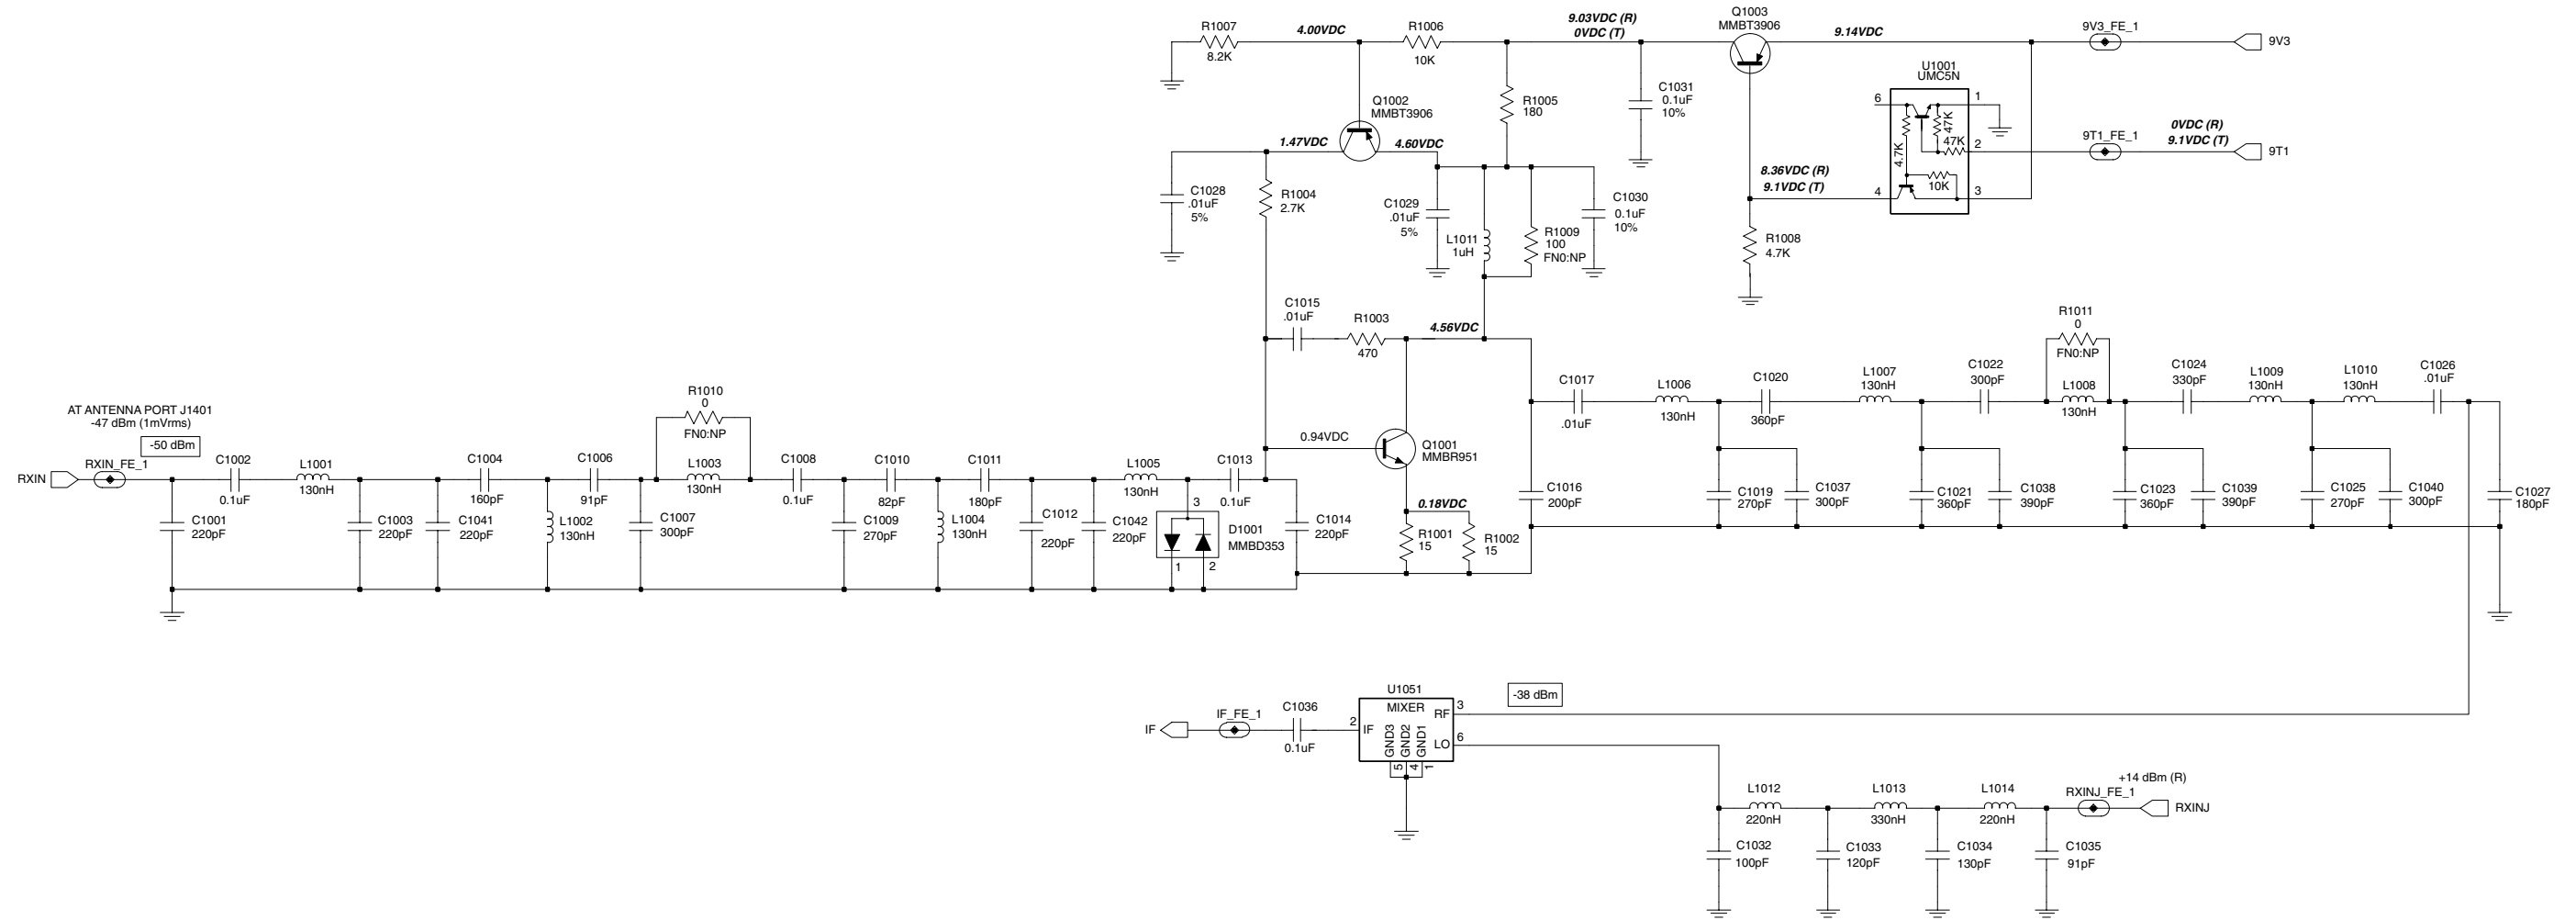 R1007
8.2K
4.00VDC
R1006
10K
9.03VDC (R)
0VDC (T)
Q1003
MMBT3906
9.14VDC
9V3_FE_1
9V3
U1001
UMC5N
6
1
47K
47K
4.7K
2
10K
4
3
9T1_FE_1
0VDC (R)
9.1VDC (T)
9T1
R1005
180
C1031
0.1uF
10%
Q1002
MMBT3906
1.47VDC
4.60VDC
8.36VDC (R)
9.1VDC (T)
C1028
.01uF
5%
R1004
2.7K
C1029
.01uF
5%
L1011
1uH
R1009
100
FN0:NP
C1030
0.1uF
10%
R1008
4.7K
C1015
.01uF
R1003
470
4.56VDC
R1011
0
FN0:NP
C1017
.01uF
L1006
130nH
C1020
360pF
L1007
130nH
C1022
300pF
L1008
130nH
C1024
330pF
L1009
130nH
L1010
130nH
C1026
.01uF
AT ANTENNA PORT J1401
-47 dBm (1mVrms)
-50 dBm
R1010
0
FN0:NP
0.94VDC
Q1001
MMBR951
RXIN
RXIN_FE_1
C1002
0.1uF
L1001
130nH
C1004
160pF
C1006
91pF
L1003
130nH
C1008
0.1uF
C1010
82pF
C1011
180pF
L1005
130nH
C1013
0.1uF
C1001
220pF
C1003
220pF
C1041
220pF
L1002
130nH
C1007
300pF
C1009
270pF
L1004
130nH
C1012
220pF
C1042
220pF
3
D1001
MMBD353
1
2
C1014
220pF
0.18VDC
R1001
15
R1002
15
C1016
200pF
C1019
270pF
C1037
300pF
C1021
360pF
C1038
390pF
C1023
360pF
C1039
390pF
C1025
270pF
C1040
300pF
C1027
180pF
IF
IF_FE_1
C1036
0.1uF
U1051
MIXER
2
IF
RF
3
LO
6
GND3
GND2
GND1
5
4
1
-38 dBm
L1012
220nH
L1013
330nH
L1014
220nH
+14 dBm (R)
RXINJ_FE_1
RXINJ
C1032
100pF
C1033
120pF
C1034
130pF
C1035
91pF